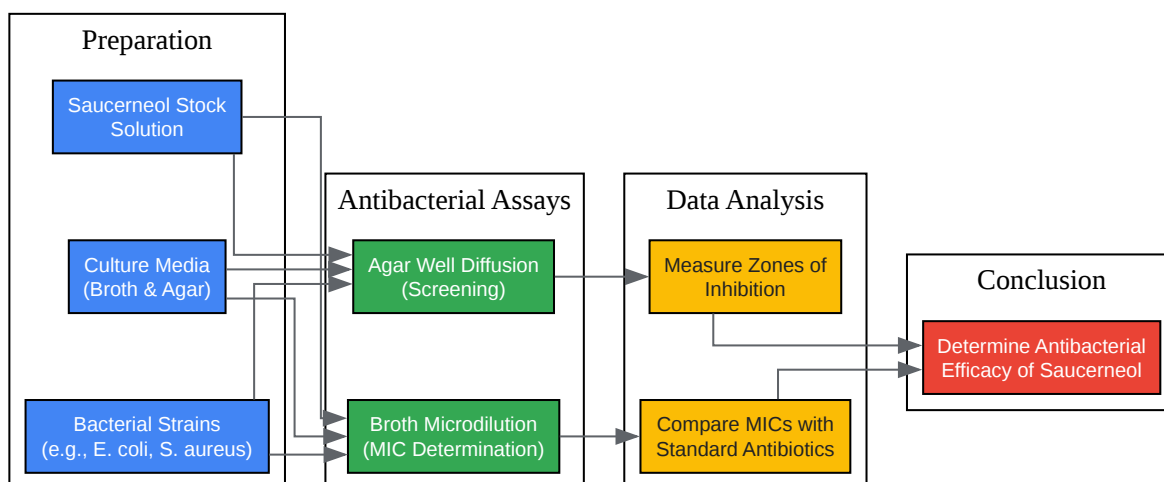 Preparation
Saucerneol Stock
Solution
Culture Media
(Broth & Agar)
Bacterial Strains
(e.g., E. coli, S. aureus)
Antibacterial Assays
Agar Well Diffusion
(Screening)
Broth Microdilution
(MIC Determination)
Data Analysis
Measure Zones of
Inhibition
Compare MICs with
Standard Antibiotics
Conclusion
Determine Antibacterial
Efficacy of Saucerneol